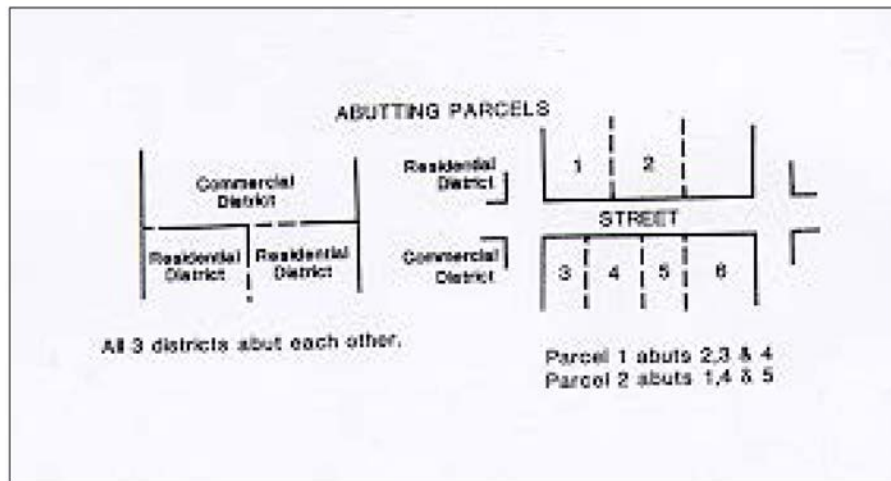 ABUTTING PARCELS
Commercial
District
Residential
District
Residential
District
All 3 districts abut each other.
Residential
District
1
2
STREET
Commercial
District
3
4
5
6
Parcel 1 abuts 2,3 & 4
Parcel 2 abuts 1,4 & 5